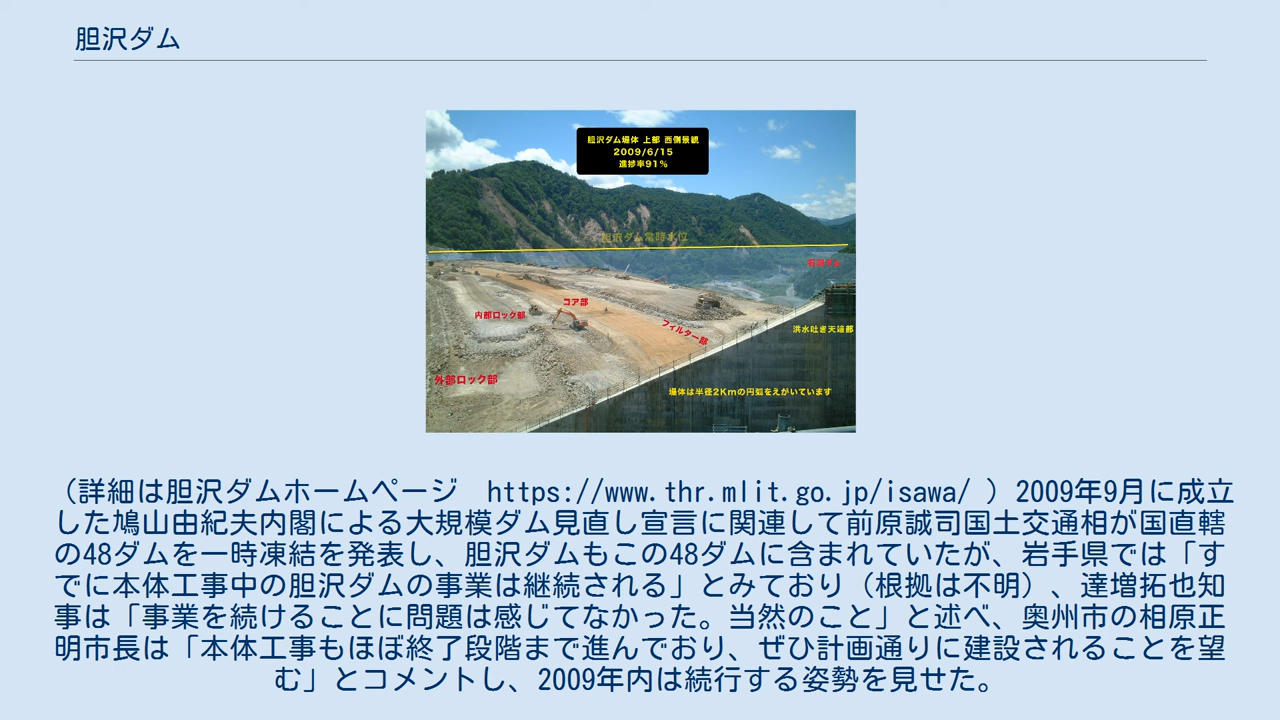 胆沢ダム
胆沢ダム堤体 上部 西側景観
2009/6/15
進捗率91%
胆沢ダム常時水位
石淵ダム
コア部
内部ロック部
フィルター部
洪水吐き天端部
外部ロック部
堤体は半径2Kmの円弧をえがいています
（詳細は胆沢ダムホームページ　https://www.thr.mlit.go.jp/isawa/ ）2009年9月に成立
した鳩山由紀夫内閣による大規模ダム見直し宣言に関連して前原誠司国土交通相が国直轄
の48ダムを一時凍結を発表し、胆沢ダムもこの48ダムに含まれていたが、岩手県では「す
でに本体工事中の胆沢ダムの事業は継続される」とみており（根拠は不明）、達増拓也知
事は「事業を続けることに問題は感じてなかった。当然のこと」と述べ、奥州市の相原正
明市長は「本体工事もほぼ終了段階まで進んでおり、ぜひ計画通りに建設されることを望
む」とコメントし、2009年内は続行する姿勢を見せた。